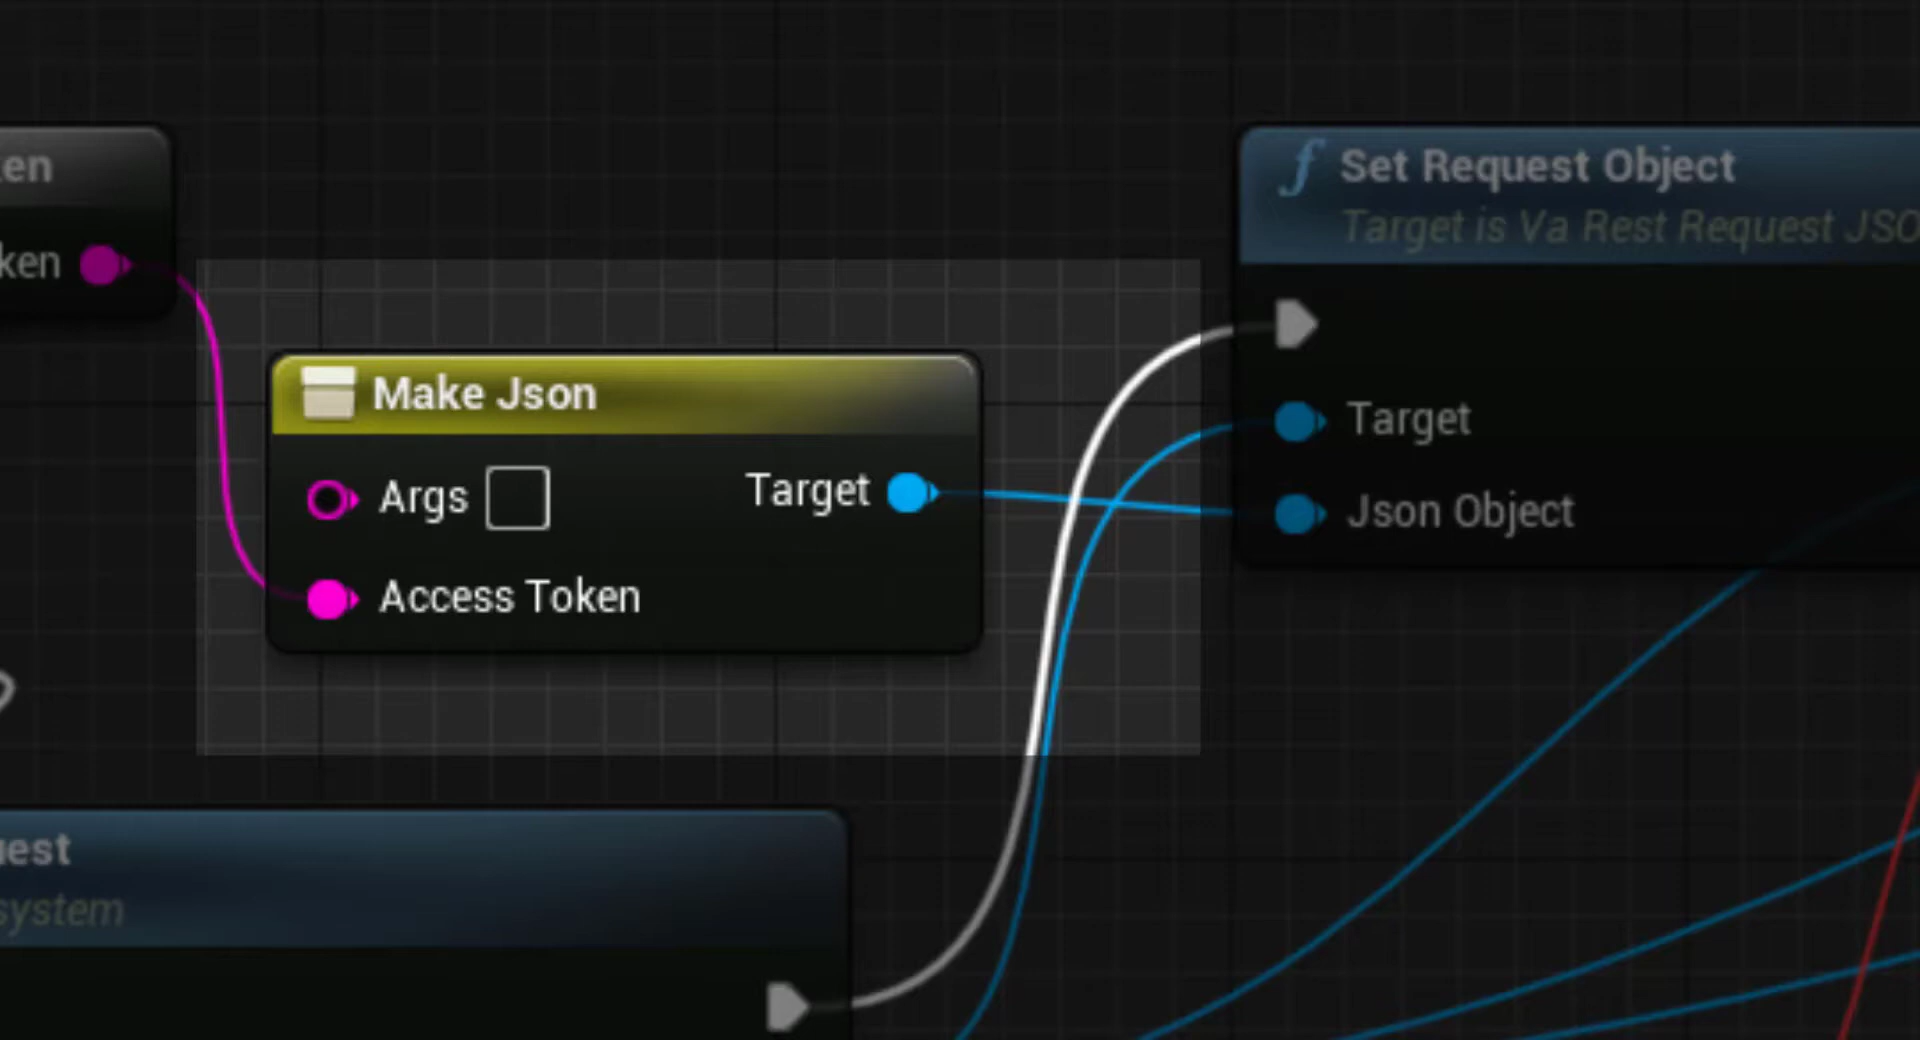 en
ken
Make Json
Args
Target
Access Token
Set Request Object
Target is Va Rest Request JSO
Target
Json Object
uest
system